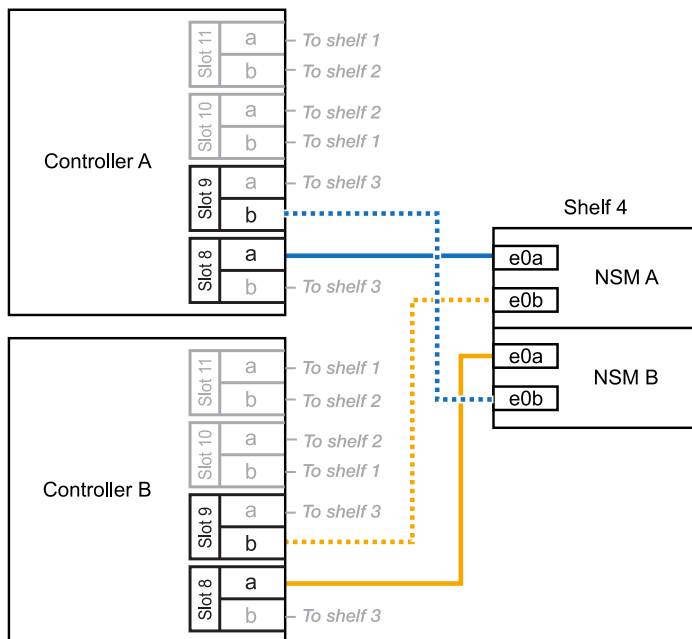 Slot 11
a
To shelf 1
b
To shelf 2
Slot 10
a
To shelf 2
b
To shelf 1
Controller A
Slot 9
a
To shelf 3
b
Slot 8
a
b
To shelf 3
Shelf 4
e0a
NSM A
e0b
e0a
NSM B
e0b
Slot 11
a
To shelf 1
b
To shelf 2
Slot 10
a
To shelf 2
b
To shelf 1
Controller B
Slot 9
a
To shelf 3
b
Slot 8
a
b
To shelf 3